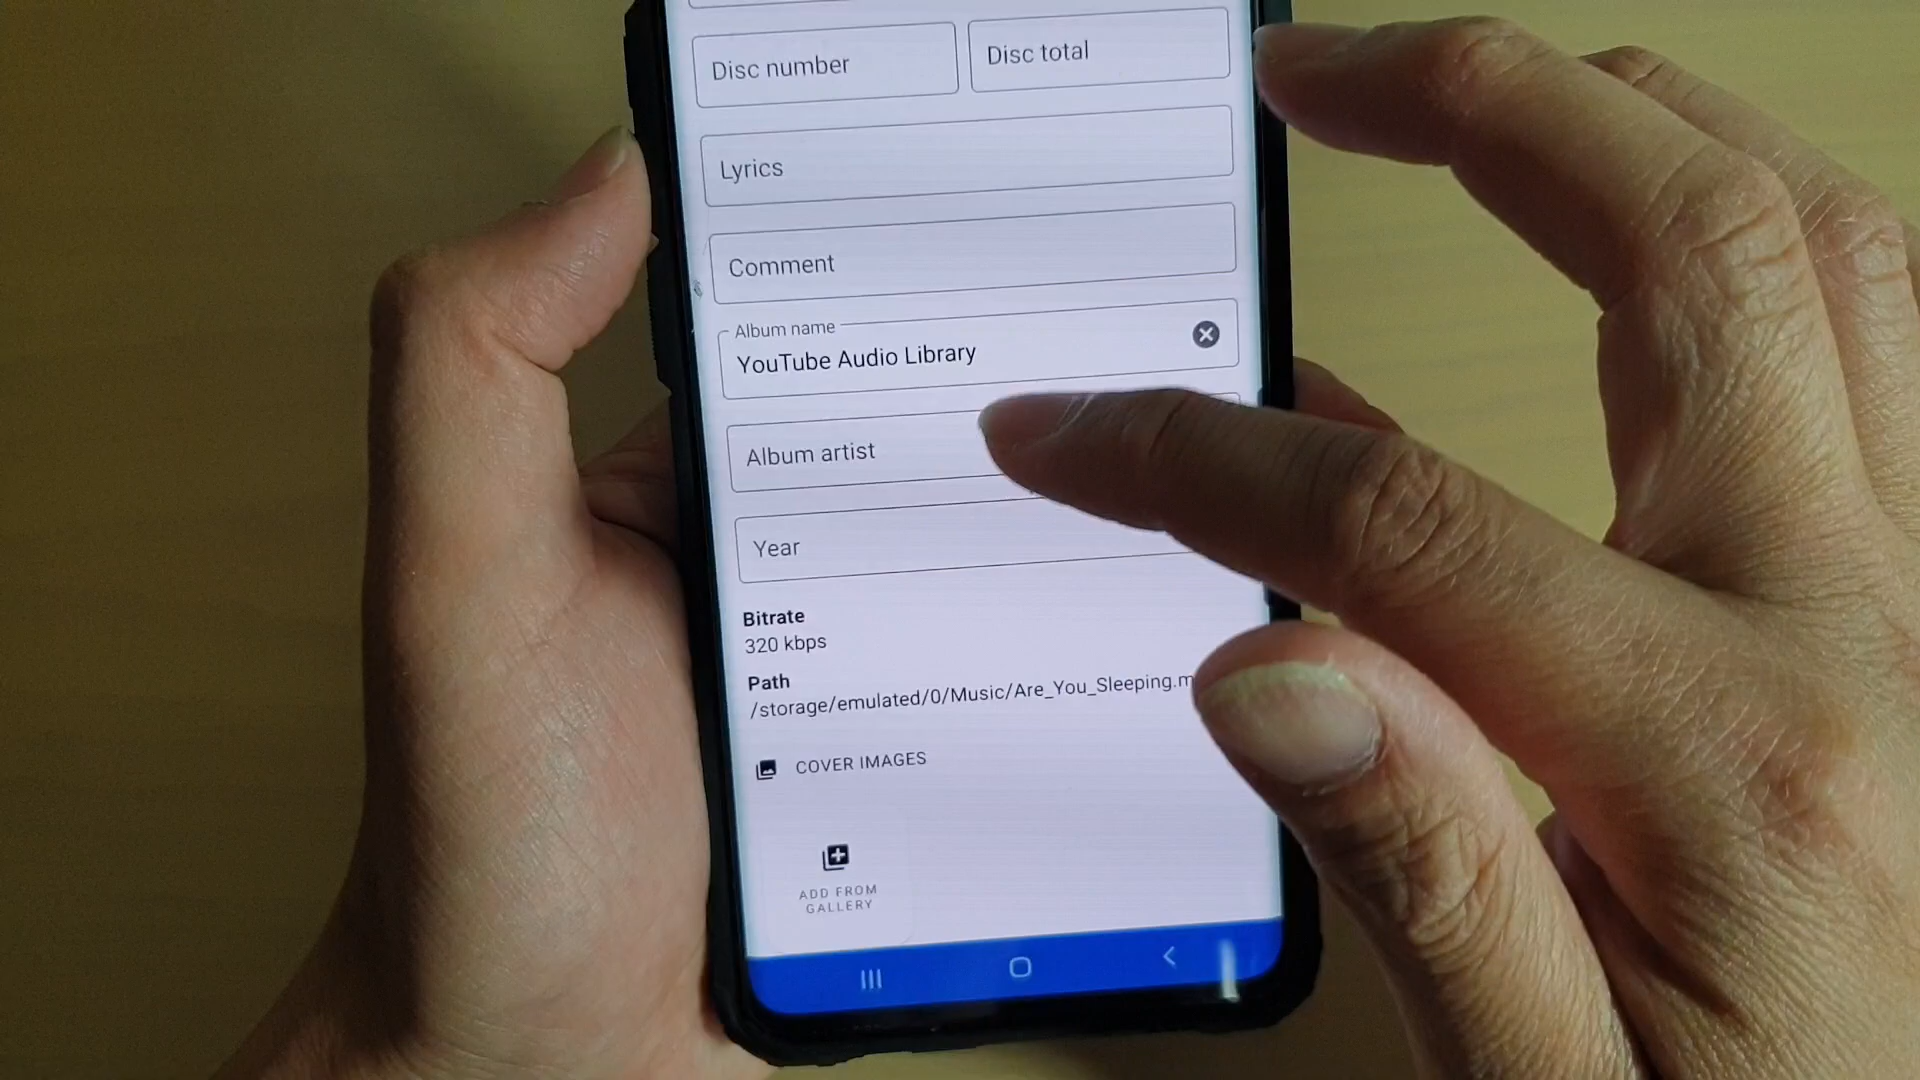 Disc number
Disc total
Lyrics
Comment
Album name
YouTube Audio Library
Album artist
Year
Bitrate
320 kbps
Path
/storage/emulated/0/Music/Are_You_Sleeping.m
COVER IMAGES
ADD FROM
GALLERY